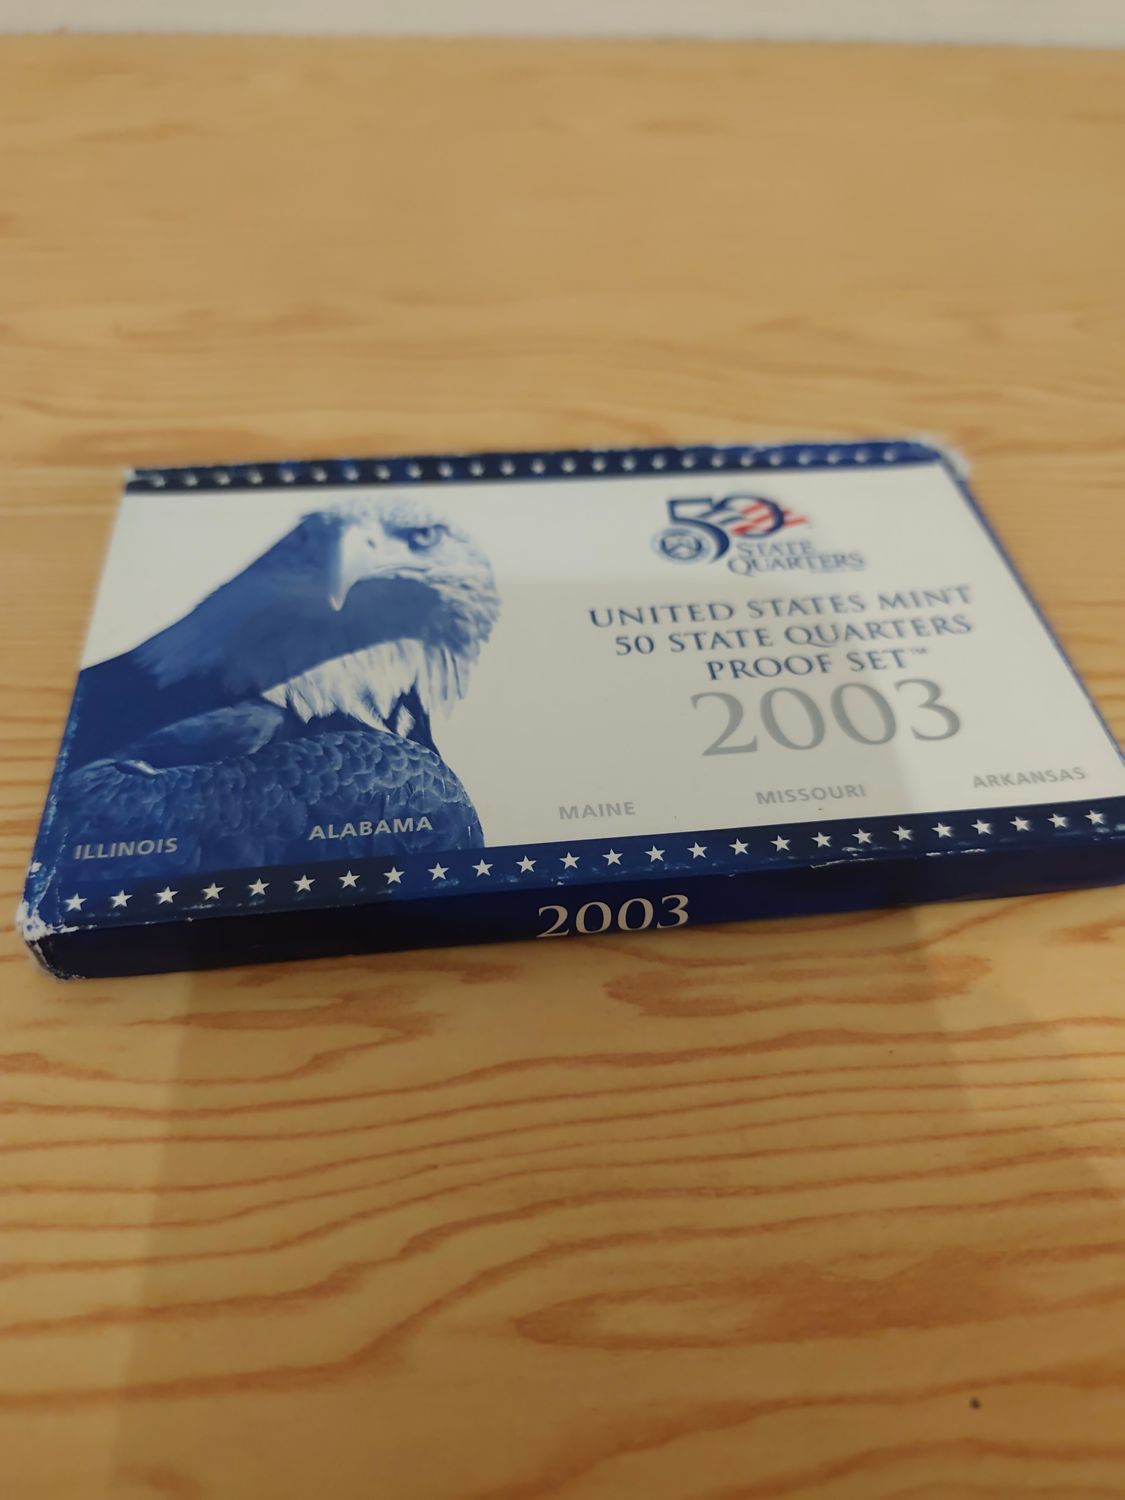 50
STATE
QUARTERS
UNITED STATES MINT
50 STATE QUARTERS
PROOF SET™
2003
ILLINOIS ALABAMA MAINE MISSOURI ARKANSAS
2003